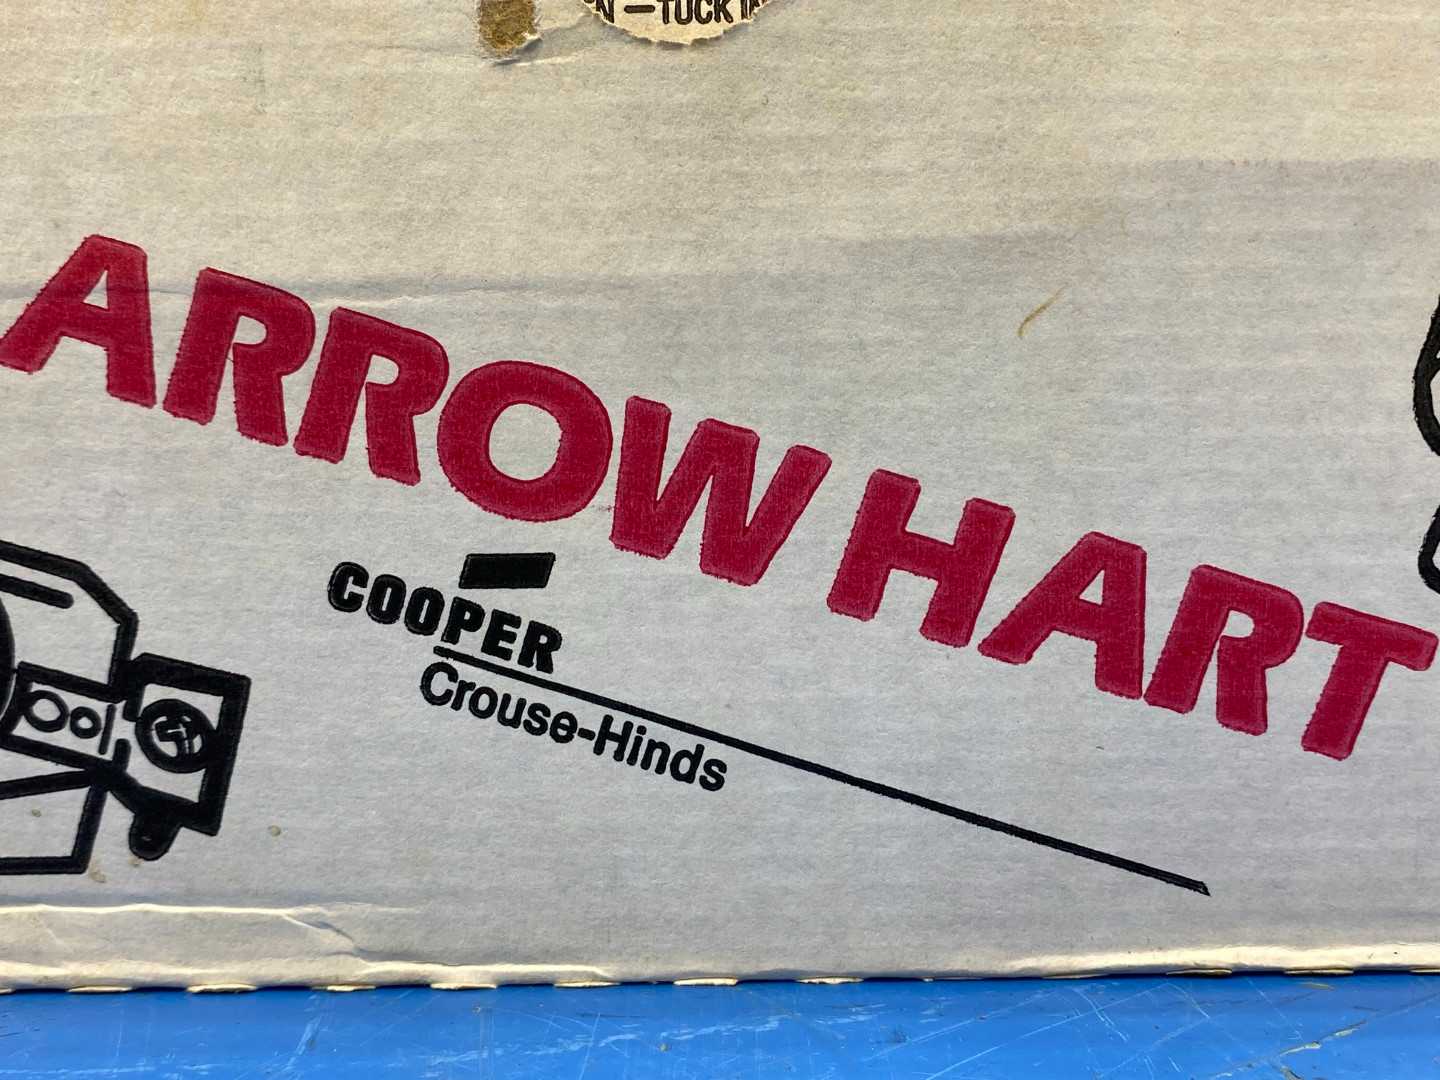 —TUCK
ARROW HART
COOPER
Crouse-Hinds